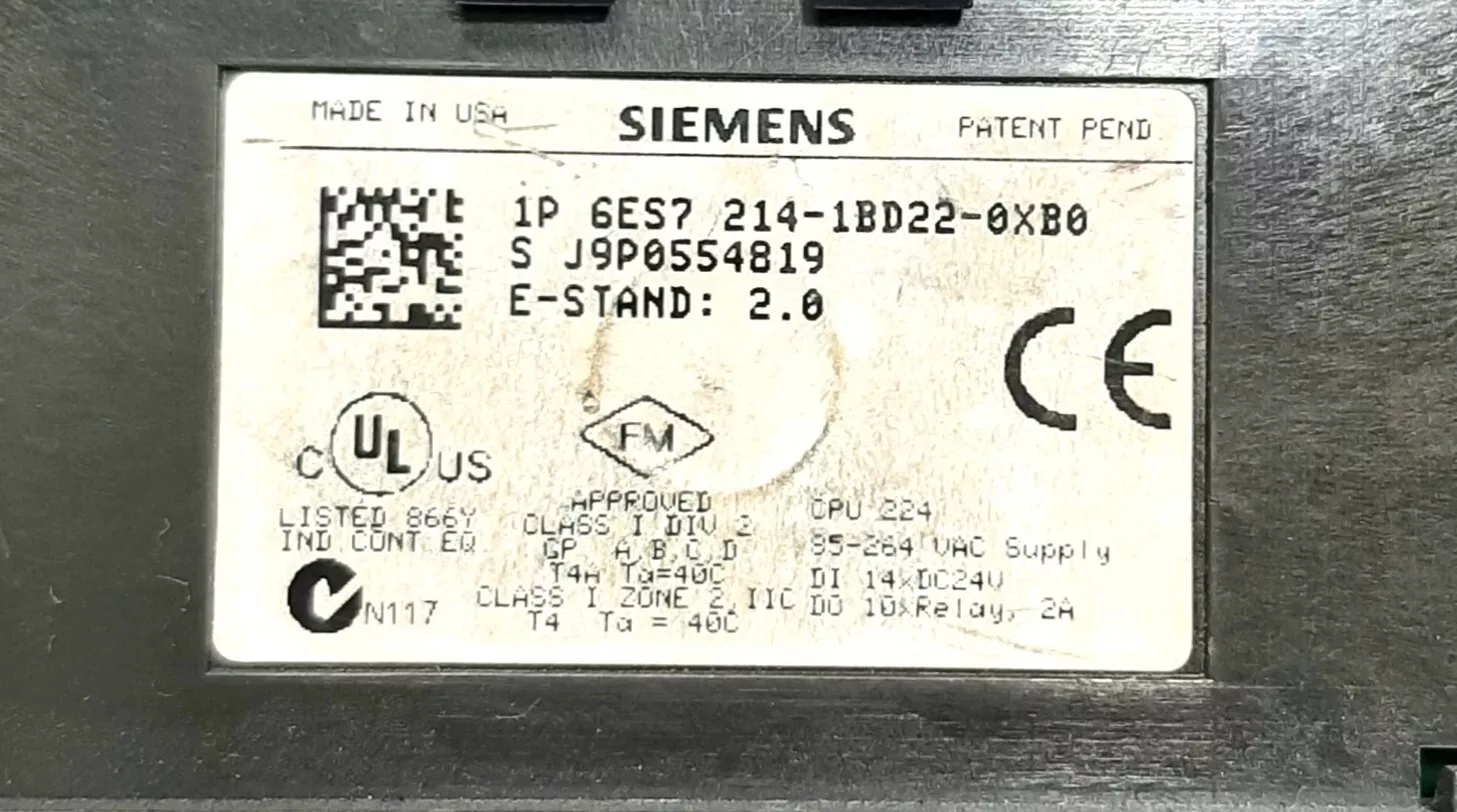 MADE IN USA
SIEMENS
PATENT PEND.
1P 6ES7 214-1BD22-0XB0
S J9P0554819
E-STAND: 2.0
CE
C UL US
LISTED 866Y
IND.CONT.EQ.
N117
FM
APPROVED
CLASS I DIV 2
GP. A,B,C,D
T4A Ta=40C
CLASS I ZONE 2,IIC
T4 Ta = 40C
CPU 224
85-264 VAC Supply
DI 14xDC24V
DO 10xRelay, 2A